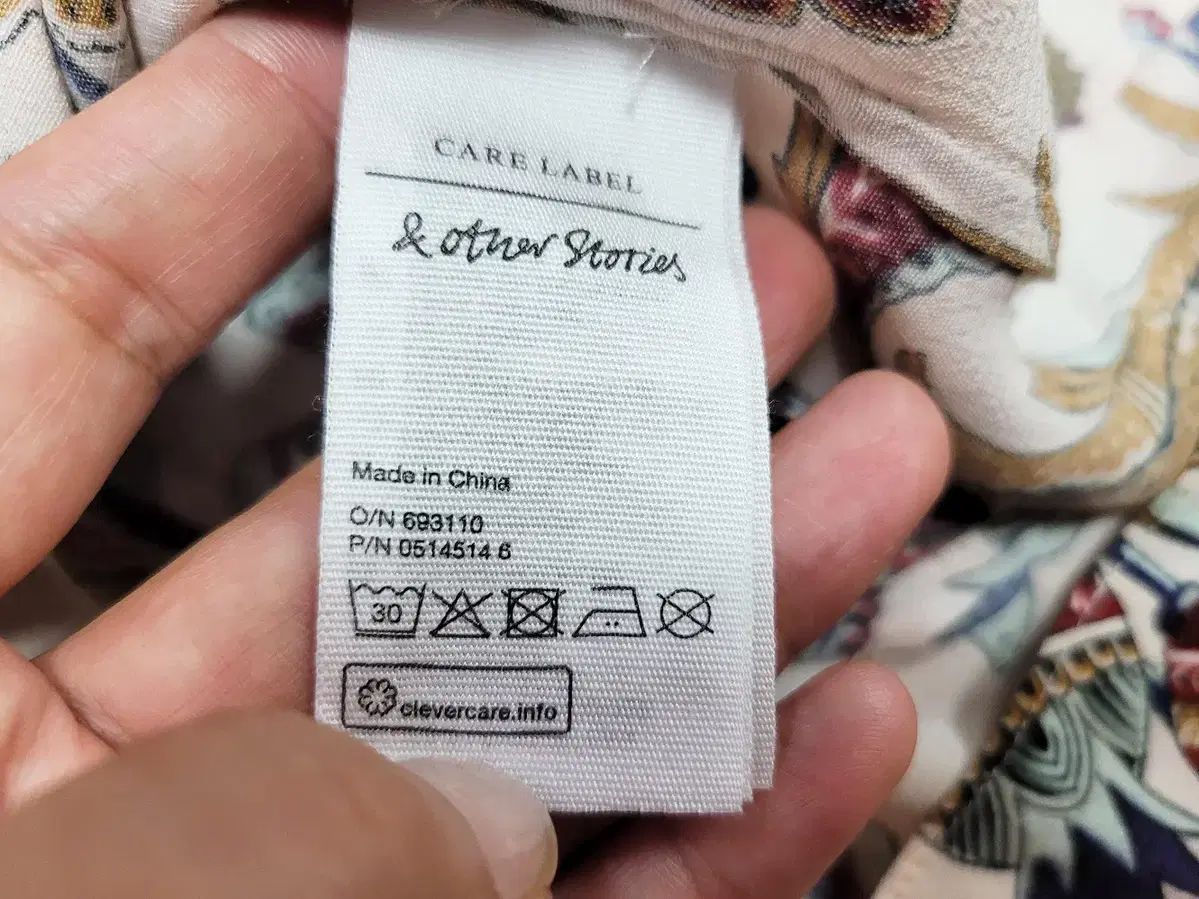 CARE LABEL
& other Stories
Made in China
O/N 693110
P/N 0514514 6
30
clevercare.info